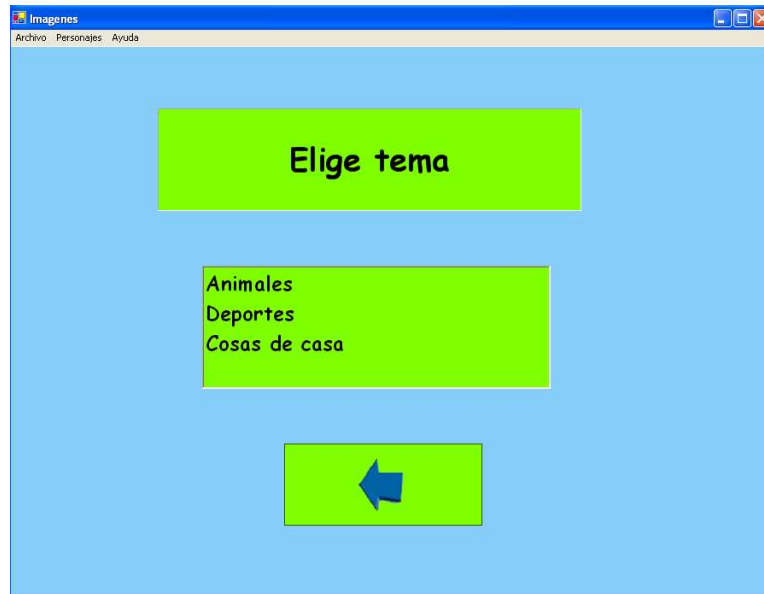 Imagenes
Archivo Personajes Ayuda
Elige tema
Animales
Deportes
Cosas de casa